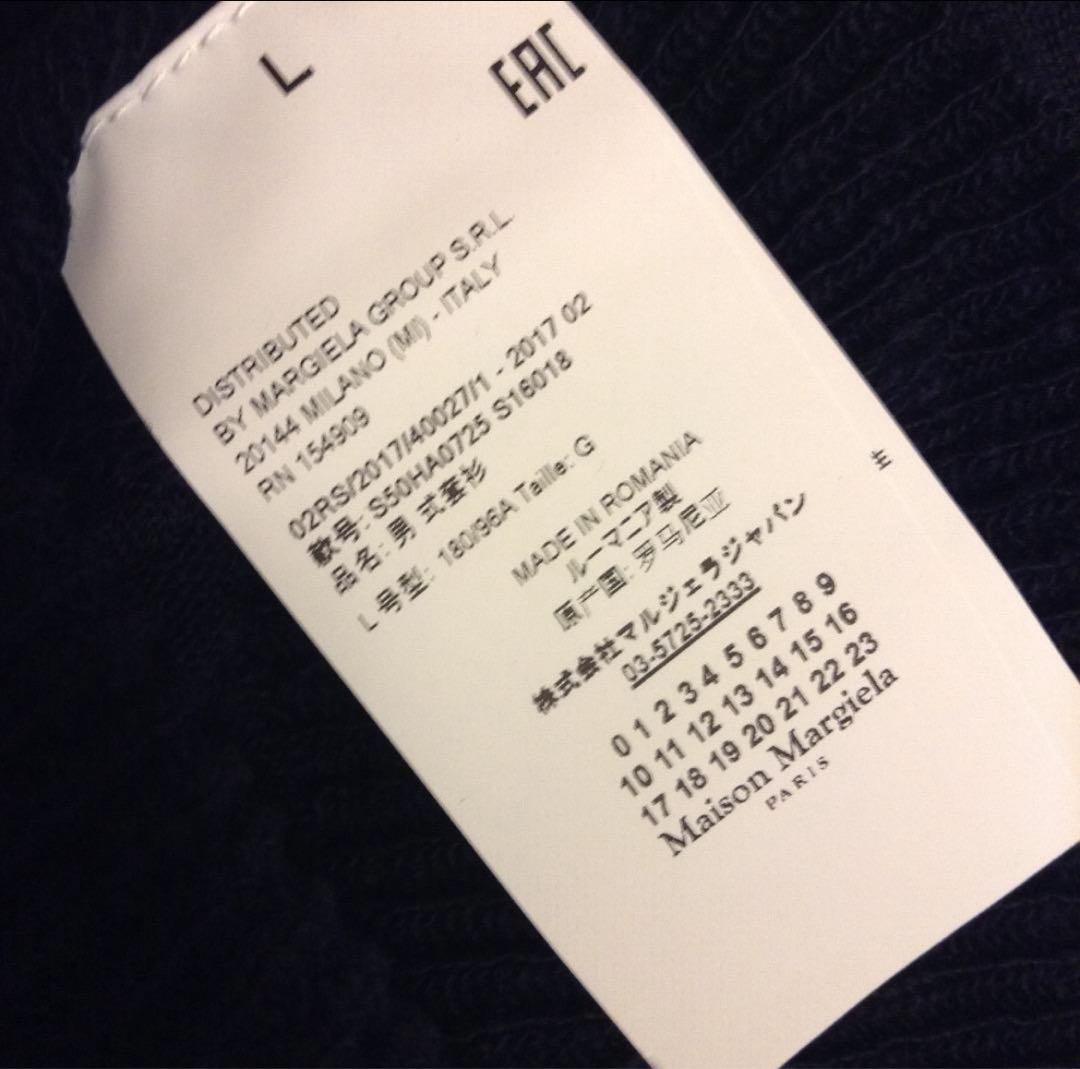 L
EAC
DISTRIBUTED
BY MARGIELA GROUP S.R.L.
20144 MILANO (MI) - ITALY
RN 154909
02RS/2017/40027/1 - 2017 02
款号: S50HA0725 S16018
品名: 男 式套衫
L 号型: 180/96A Taille: G
MADE IN ROMANIA
ルーマニア製
原产国: 罗马尼亚
株式会社マルジェラジャパン
03-5725-2333
0 1 2 3 4 5 6 7 8 9
10 11 12 13 14 15 16
17 18 19 20 21 22 23
Maison Margiela
PARIS